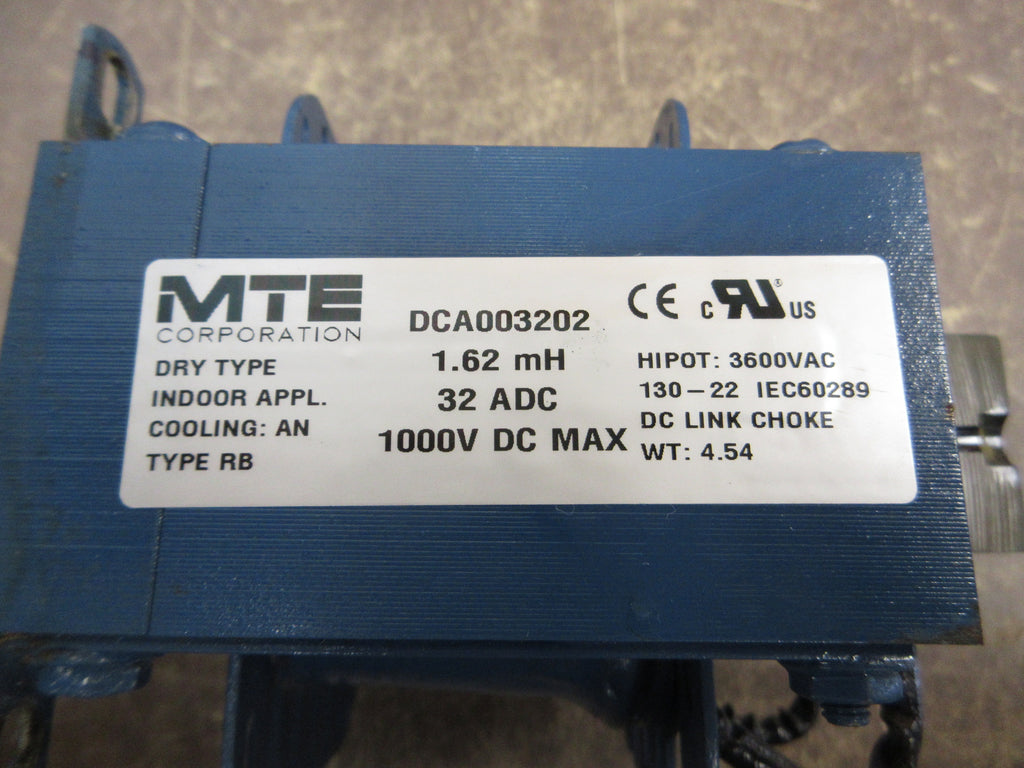 MTE
CORPORATION
DRY TYPE
INDOOR APPL.
COOLING: AN
TYPE RB
DCA003202
1.62 mH
32 ADC
1000V DC MAX
CE c RU ® US
HIPOT: 3600VAC
130-22 IEC60289
DC LINK CHOKE
WT: 4.54